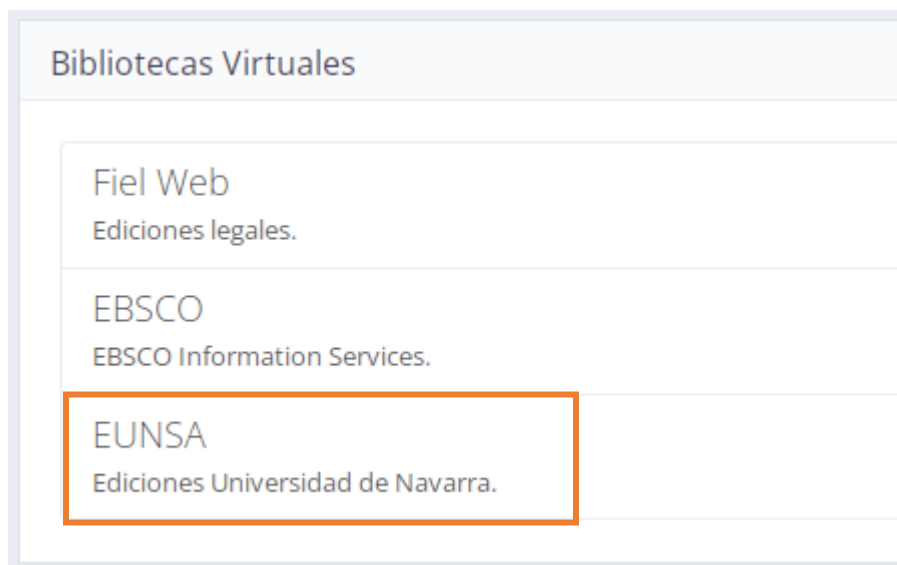 Bibliotecas Virtuales
Fiel Web
Ediciones legales.
EBSCO
EBSCO Information Services.
EUNSA
Ediciones Universidad de Navarra.